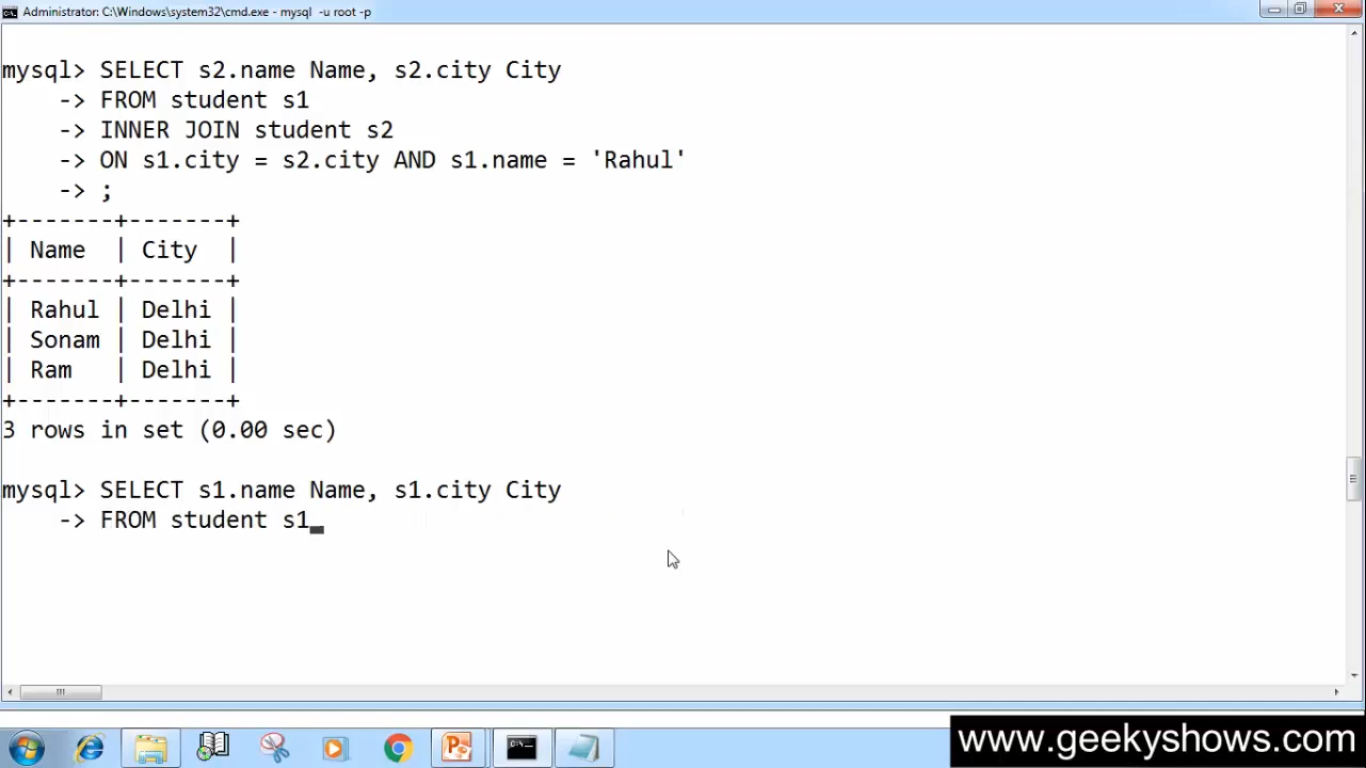 Administrator: C:\Windows\system32\cmd.exe - mysql -u root -p
mysql> SELECT s2.name Name, s2.city City
-> FROM student s1
-> INNER JOIN student s2
-> ON s1.city = s2.city AND s1.name = 'Rahul'
-> ;
+-------+-------+
| Name | City |
+-------+-------+
| Rahul | Delhi |
| Sonam | Delhi |
| Ram | Delhi |
+-------+-------+
3 rows in set (0.00 sec)
mysql> SELECT s1.name Name, s1.city City
-> FROM student s1_
www.geekyshows.com